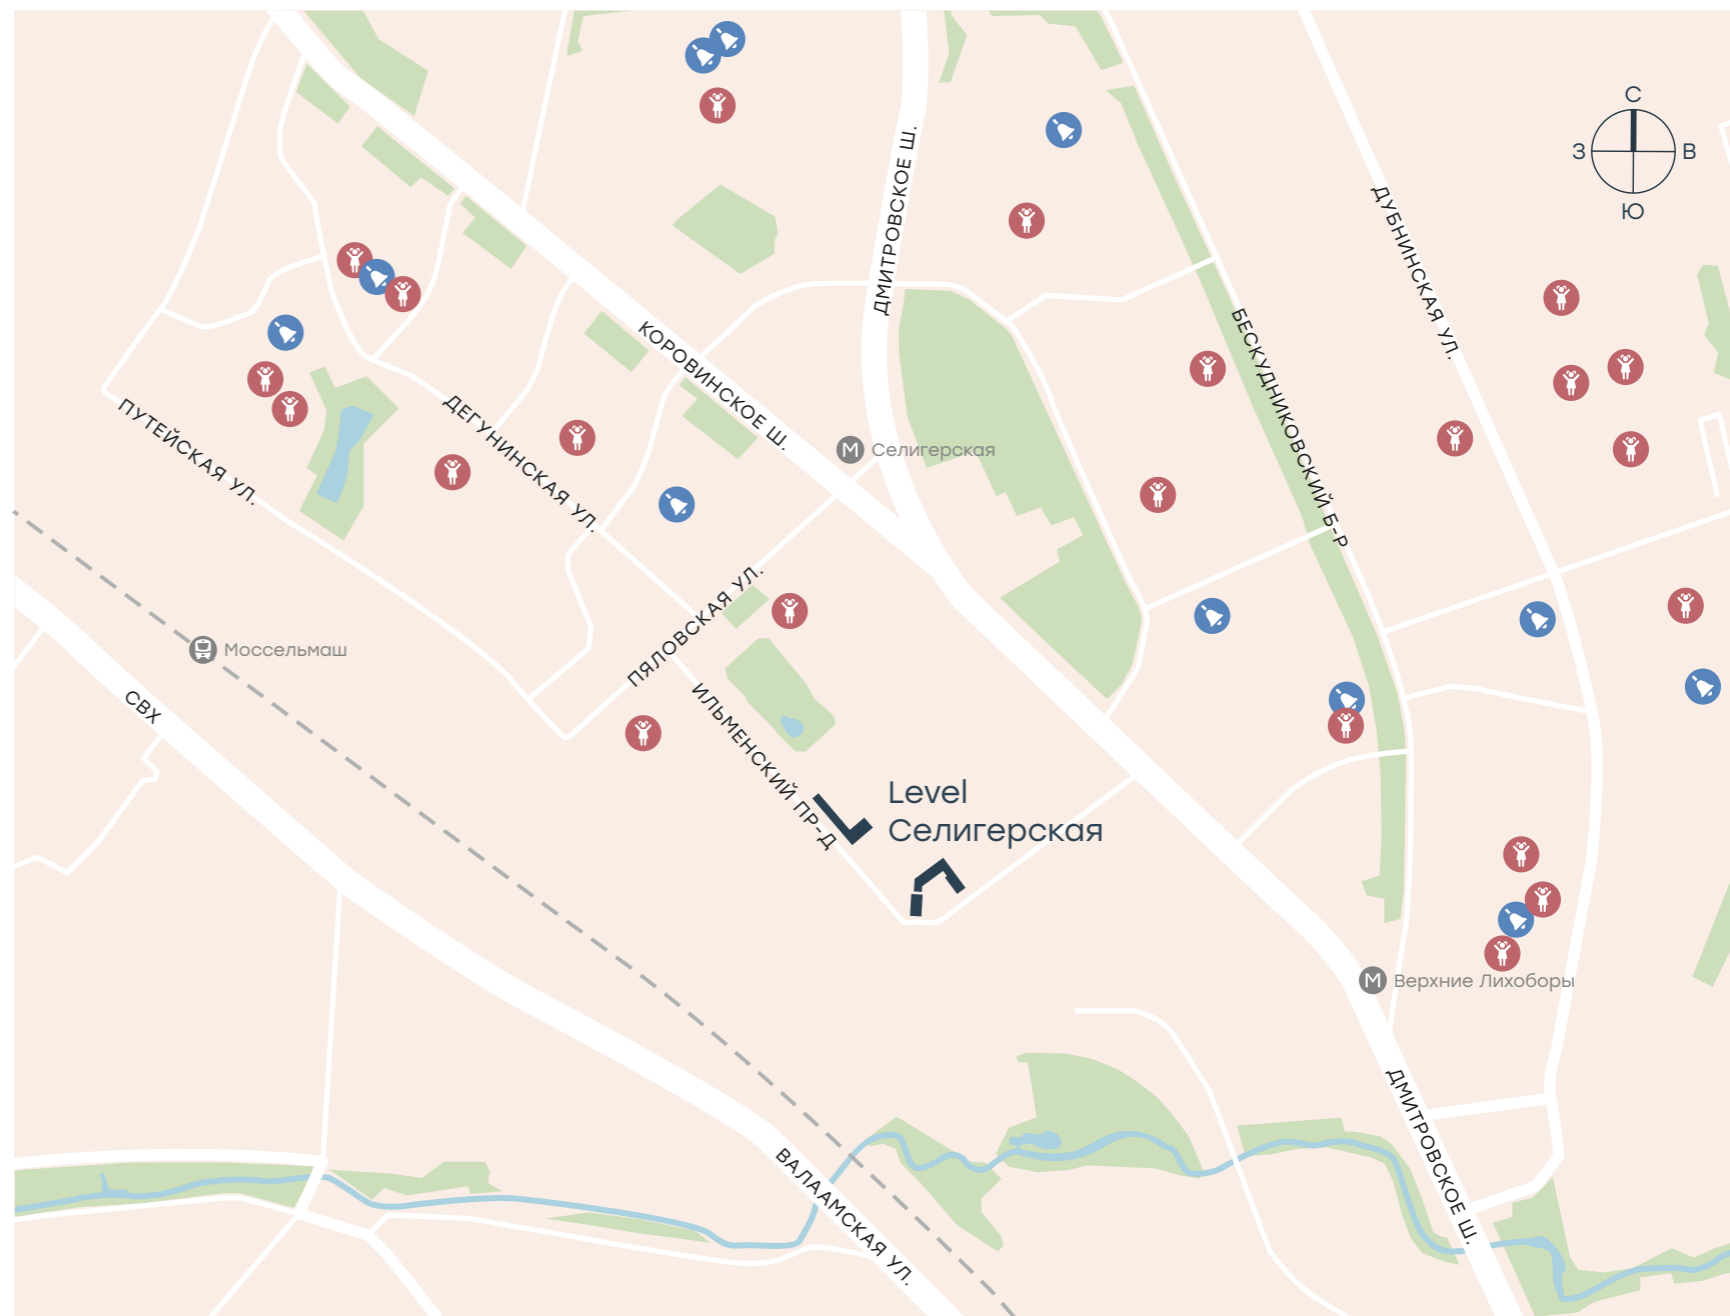 С
З
В
Ю
ДМИТРОВСКОЕ Ш.
ДУБНИНСКАЯ УЛ.
БЕСКУДНИКОВСКИЙ Б-Р
КОРОВИНСКОЕ Ш.
М
Селигерская
ДЕГУНИНСКАЯ УЛ.
ПУТЕЙСКАЯ УЛ.
Моссельмаш
СВХ
ПЯЛОВСКАЯ УЛ.
ИЛЬМЕНСКИЙ ПР-Д
Level
Селигерская
М
Верхние Лихоборы
ДМИТРОВСКОЕ Ш.
ВАЛААМСКАЯ УЛ.